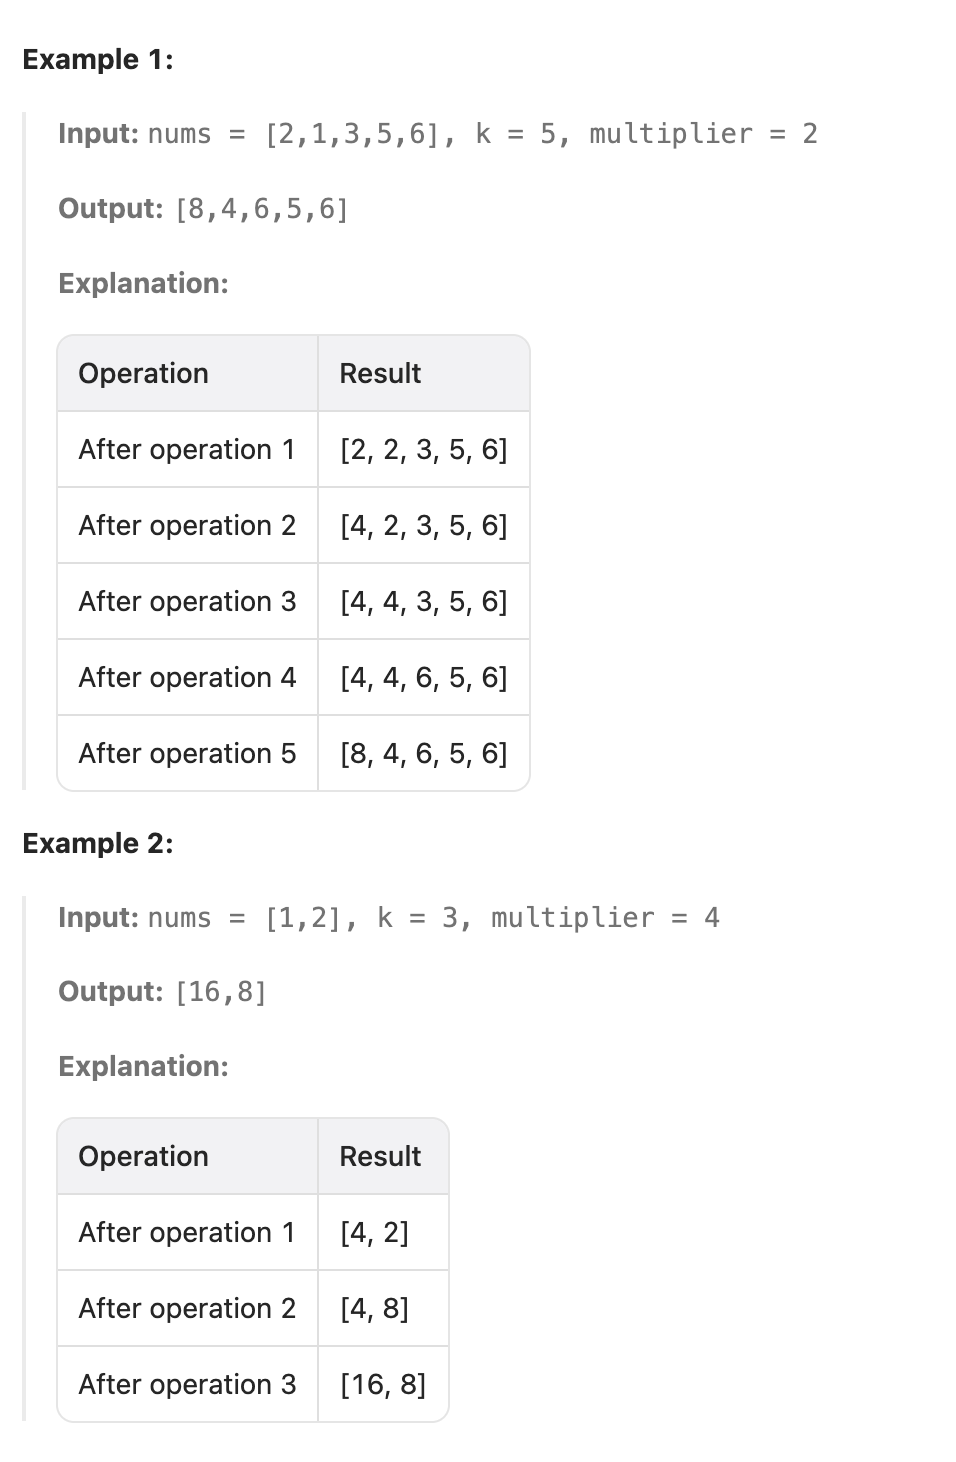 Example 1:
Input: nums = [2,1,3,5,6], k = 5, multiplier = 2
Output: [8,4,6,5,6]
Explanation:
Operation Result
After operation 1 [2, 2, 3, 5, 6]
After operation 2 [4, 2, 3, 5, 6]
After operation 3 [4, 4, 3, 5, 6]
After operation 4 [4, 4, 6, 5, 6]
After operation 5 [8, 4, 6, 5, 6]
Example 2:
Input: nums = [1,2], k = 3, multiplier = 4
Output: [16,8]
Explanation:
Operation Result
After operation 1 [4, 2]
After operation 2 [4, 8]
After operation 3 [16, 8]